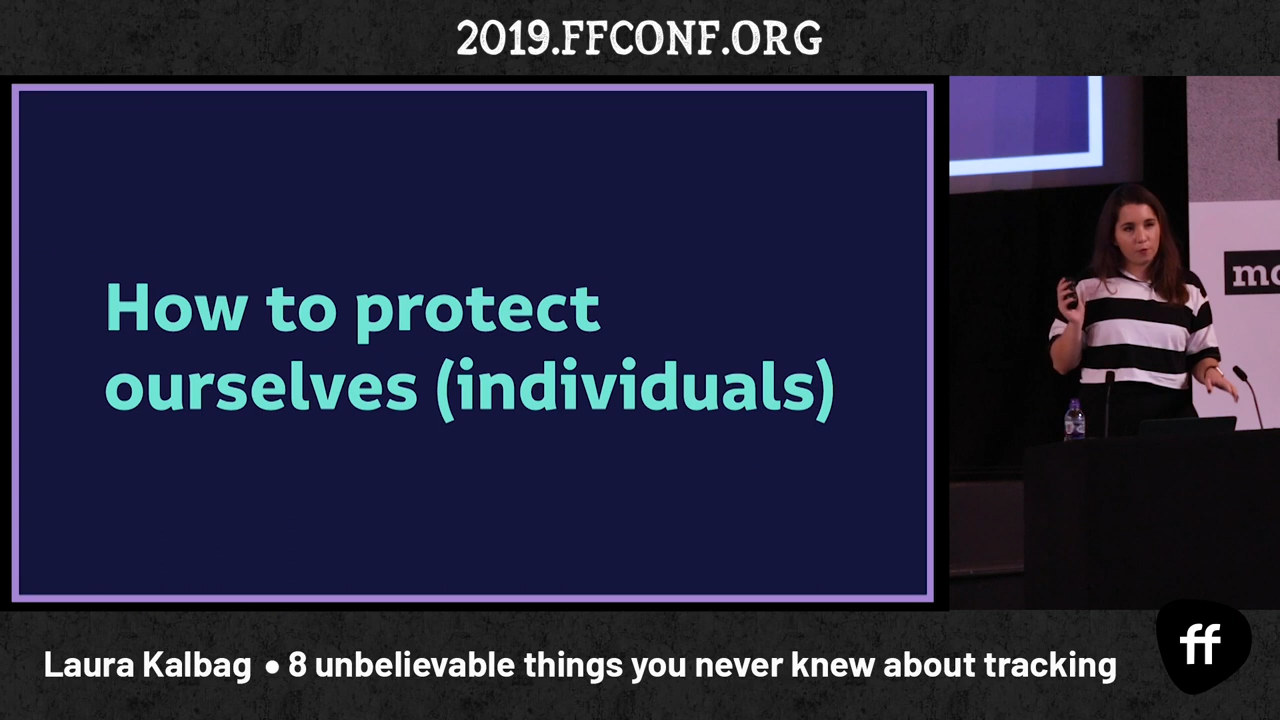 2019.FFCONF.ORG
How to protect
ourselves (individuals)
Laura Kalbag • 8 unbelievable things you never knew about tracking
ff